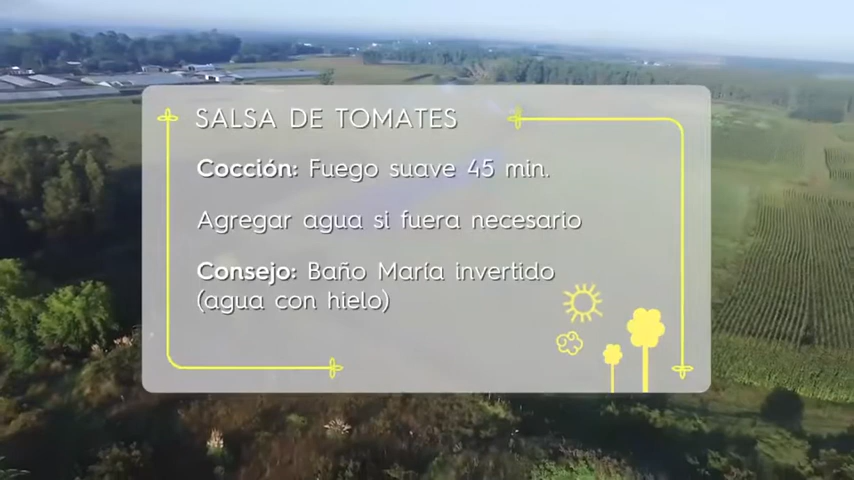 SALSA DE TOMATES
Cocción: Fuego suave 45 min.
Agregar agua si fuera necesario
Consejo: Baño María invertido
(agua con hielo)